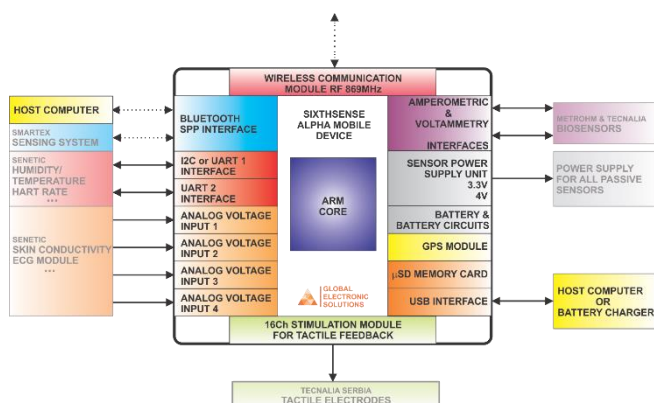 WIRELESS COMMUNICATION
MODULE RF 869MHz
HOST COMPUTER
SMARTEX
SENSING SYSTEM
SENETIC
HUMIDITY/
TEMPERATURE
HART RATE
...
SENETIC
SKIN CONDUCTIVITY
ECG MODULE
...
BLUETOOTH
SPP INTERFACE
I2C or UART 1
INTERFACE
UART 2
INTERFACE
ANALOG VOLTAGE
INPUT 1
ANALOG VOLTAGE
INPUT 2
ANALOG VOLTAGE
INPUT 3
ANALOG VOLTAGE
INPUT 4
SIXTHSENSE
ALPHA MOBILE
DEVICE
ARM
CORE
GLOBAL
ELECTRONIC
SOLUTIONS
AMPEROMETRIC
&
VOLTAMMETRY
INTERFACES
SENSOR POWER
SUPPLY UNIT
3.3V
4V
BATTERY &
BATTERY CIRCUITS
GPS MODULE
µSD MEMORY CARD
USB INTERFACE
METROHM & TECNALIA
BIOSENSORS
POWER SUPPLY
FOR ALL PASSIVE
SENSORS
HOST COMPUTER
OR
BATTERY CHARGER
16Ch STIMULATION MODULE
FOR TACTILE FEEDBACK
TECNALIA SERBIA
TACTILE ELECTRODES